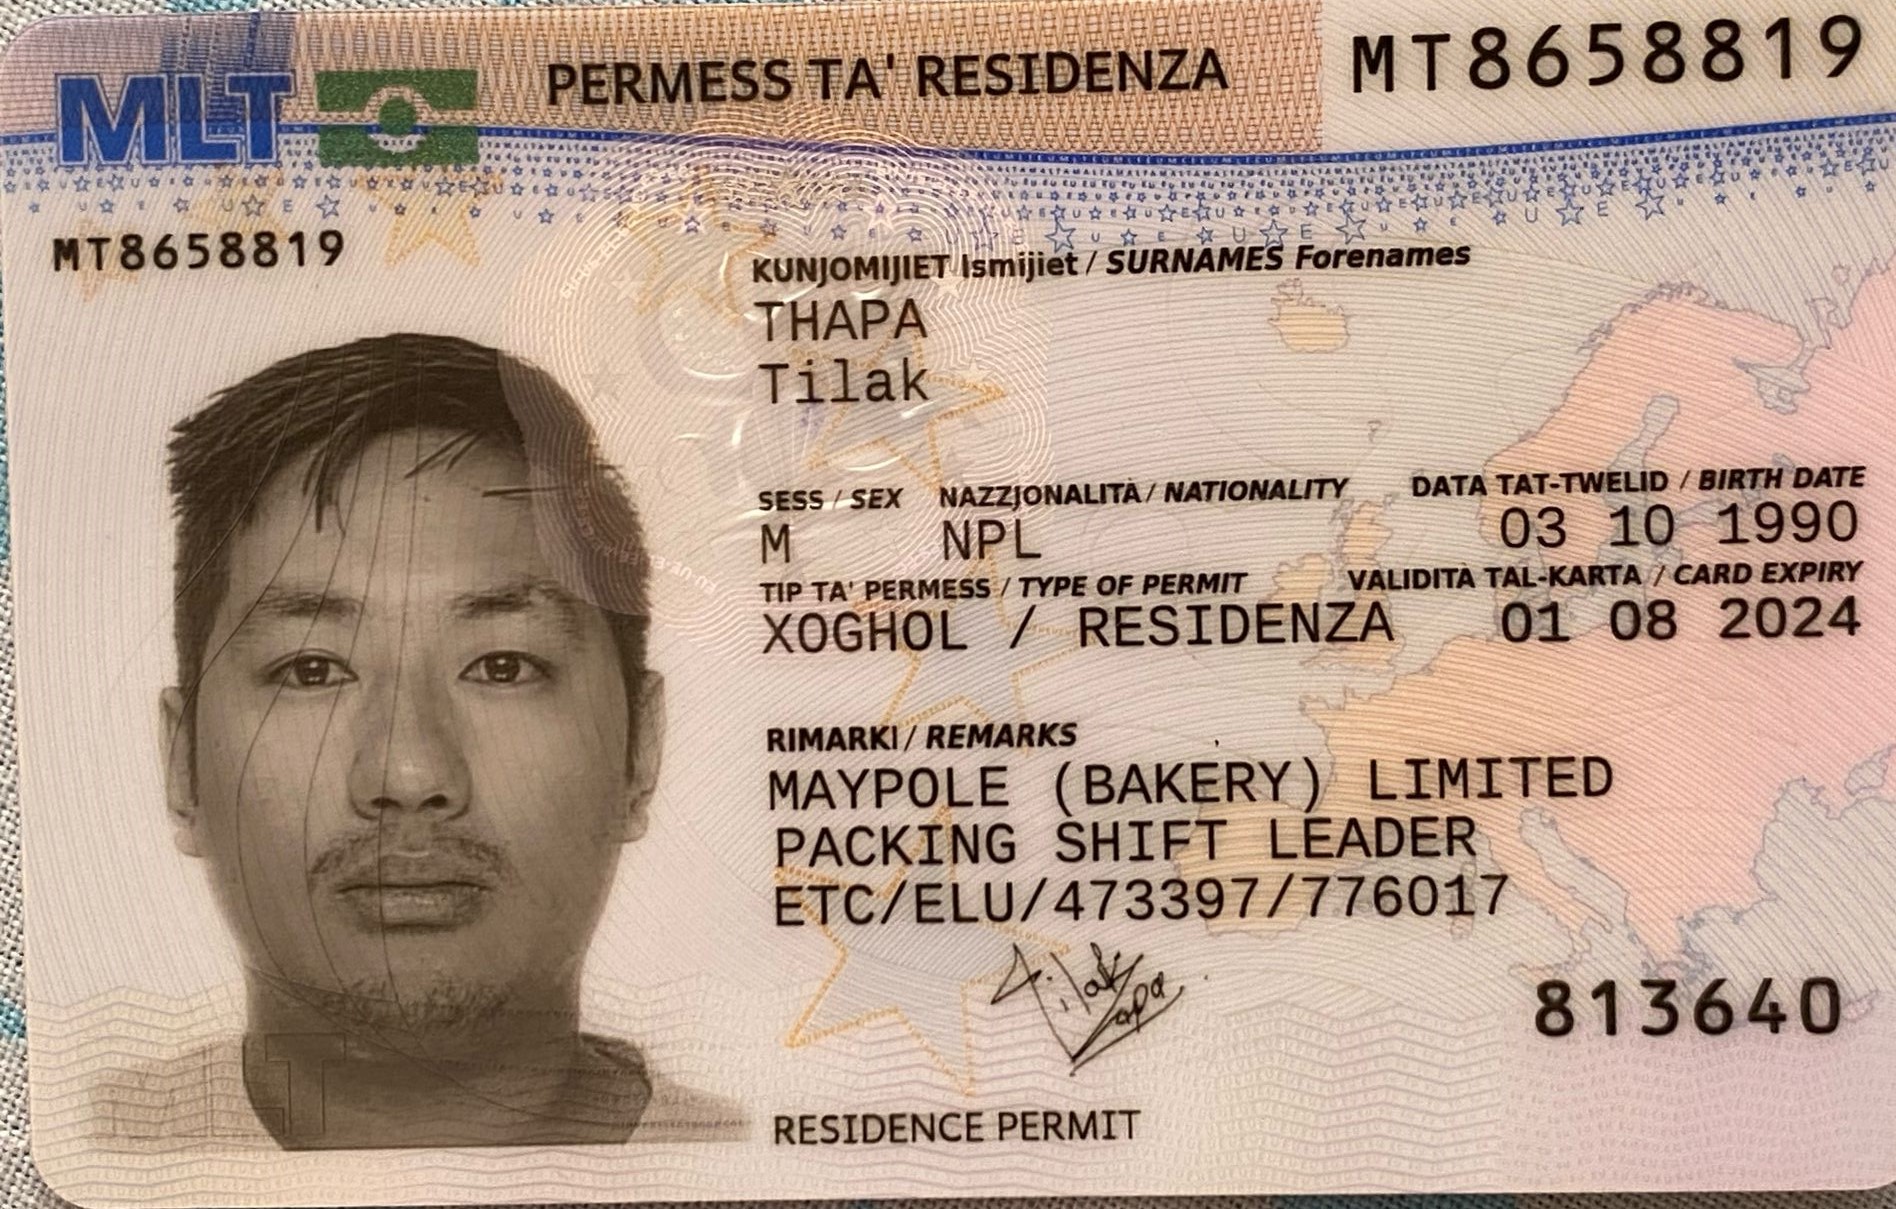 MLT
PERMESS TA' RESIDENZA
MT8658819
MT8658819
KUNJOMIJIET Ismijiet / SURNAMES Forenames
THAPA
Tilak
SESS / SEX NAZZJONALITÀ / NATIONALITY DATA TAT-TWELID / BIRTH DATE
M NPL 03 10 1990
TIP TA' PERMESS / TYPE OF PERMIT VALIDITÀ TAL-KARTA / CARD EXPIRY
XOGHOL / RESIDENZA 01 08 2024
RIMARKI / REMARKS
MAYPOLE (BAKERY) LIMITED
PACKING SHIFT LEADER
ETC/ELU/473397/776017
813640
RESIDENCE PERMIT